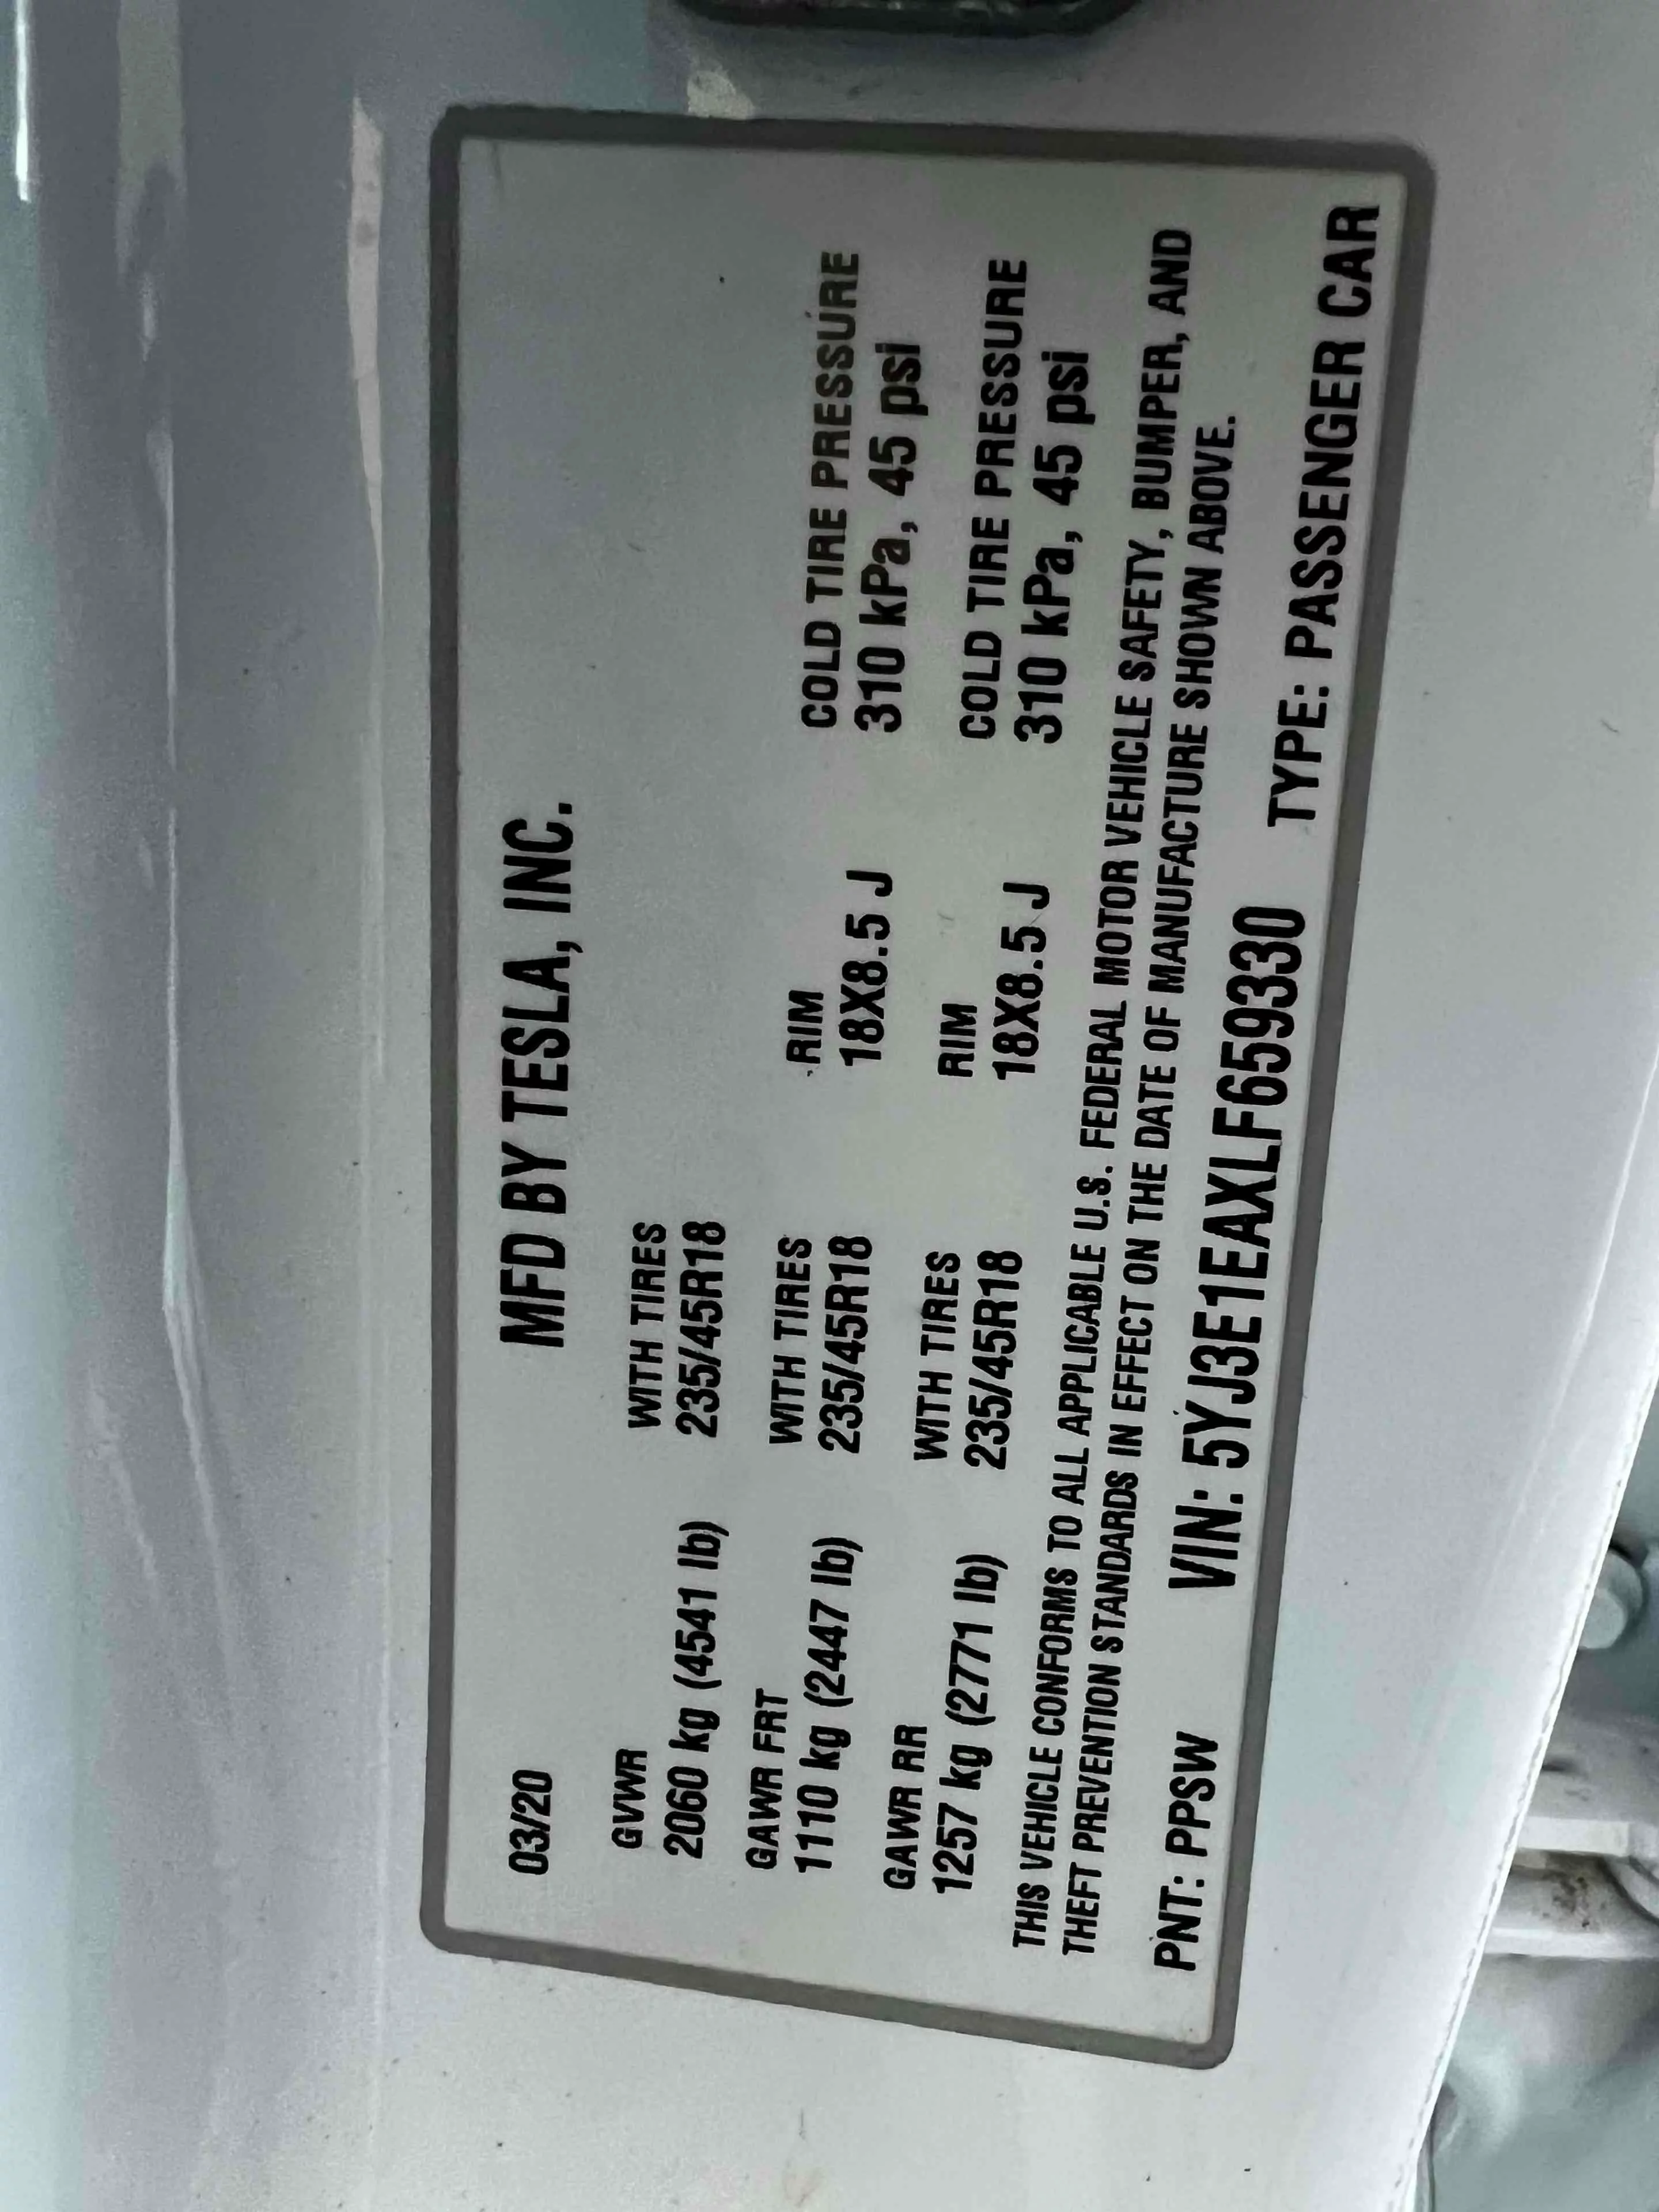 03/20 MFD BY TESLA, INC.
GVWR WITH TIRES
2060 kg (4541 lb) 235/45R18
GAWR FRT WITH TIRES RIM COLD TIRE PRESSURE
1110 kg (2447 lb) 235/45R18 18X8.5 J 310 kPa, 45 psi
GAWR RR WITH TIRES RIM COLD TIRE PRESSURE
1257 kg (2771 lb) 235/45R18 18X8.5 J 310 kPa, 45 psi
THIS VEHICLE CONFORMS TO ALL APPLICABLE U.S. FEDERAL MOTOR VEHICLE SAFETY, BUMPER, AND
THEFT PREVENTION STANDARDS IN EFFECT ON THE DATE OF MANUFACTURE SHOWN ABOVE.
PNT: PPSW VIN: 5YJ3E1EAXLF659330 TYPE: PASSENGER CAR